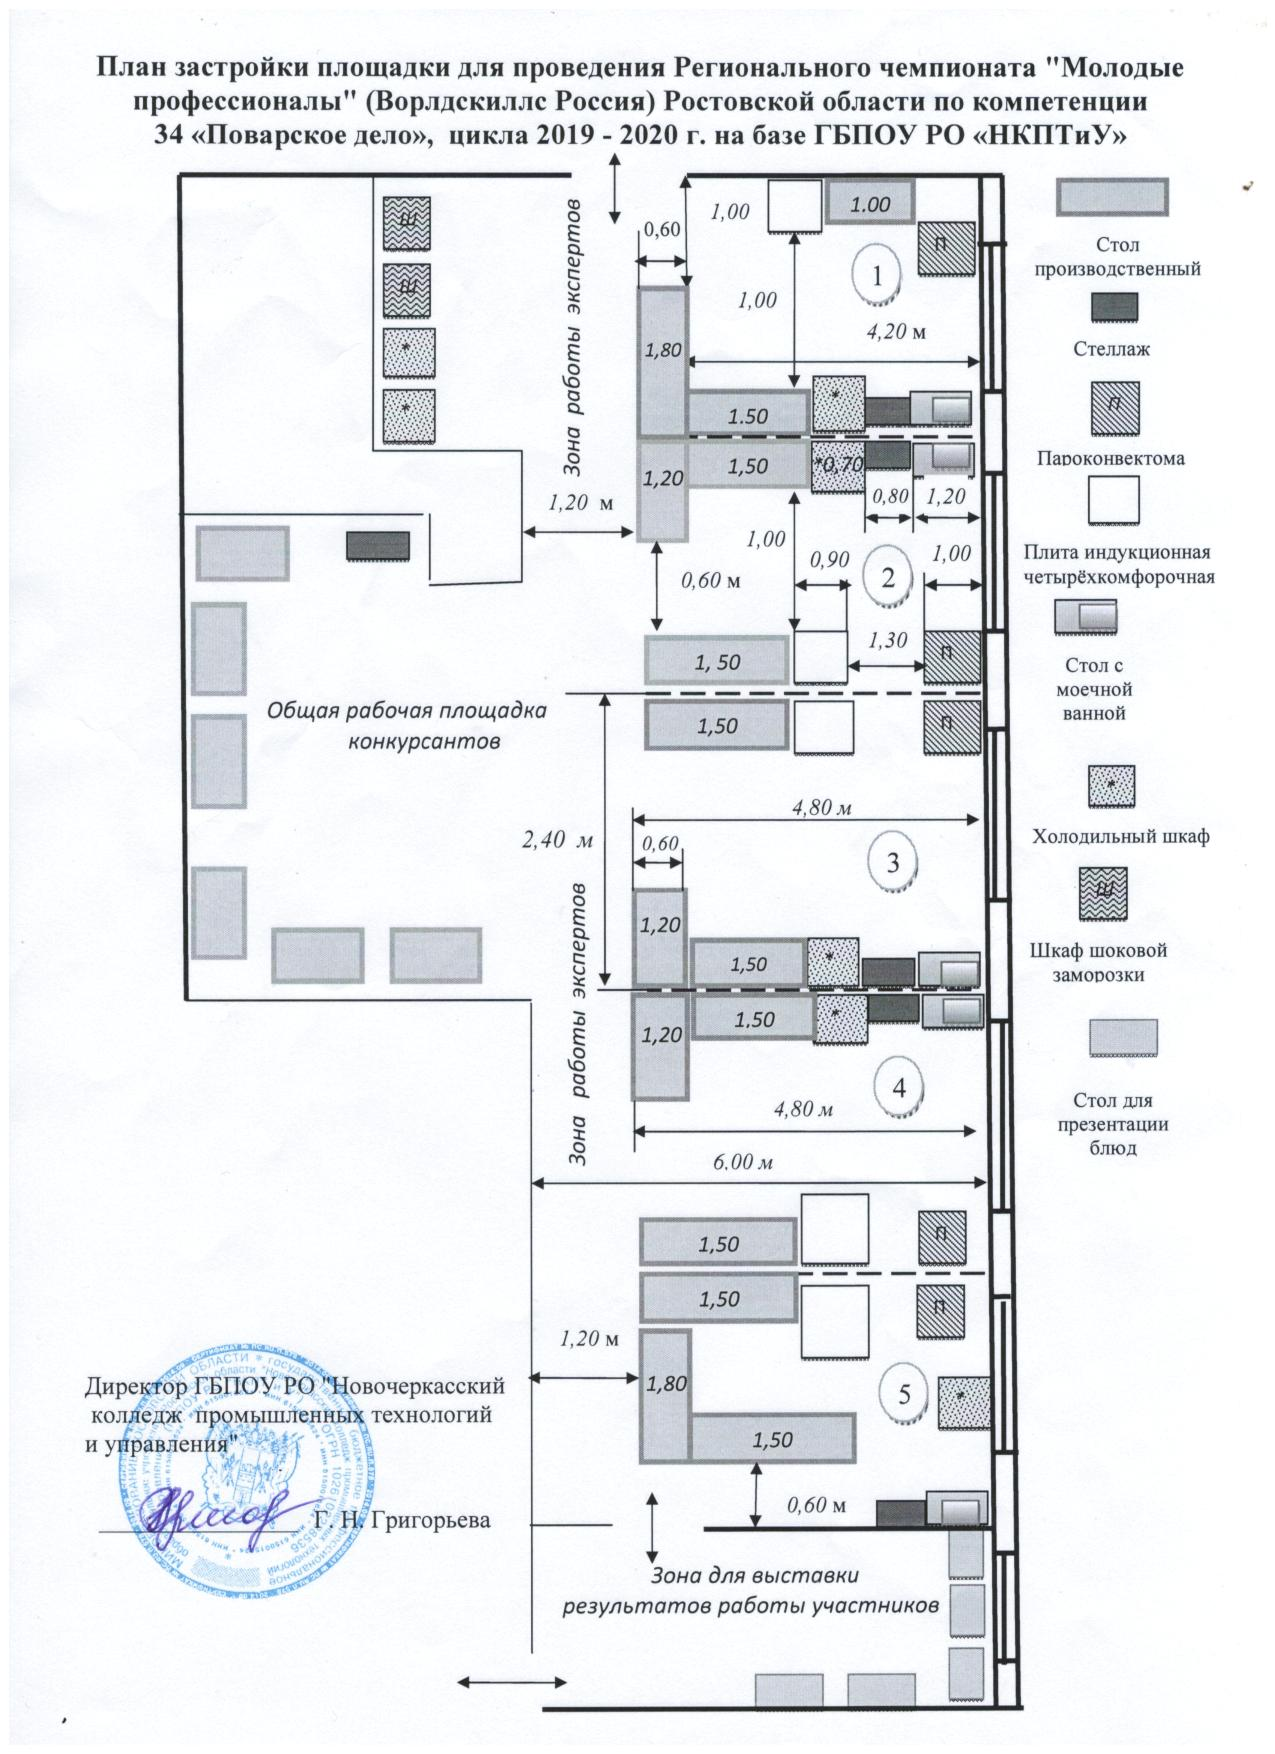 План застройки площадки для проведения Регионального чемпионата "Молодые
профессионалы" (Ворлдскиллс Россия) Ростовской области по компетенции
34 «Поварское дело», цикла 2019 - 2020 г. на базе ГБПОУ РО «НКПТиУ»
Ш
Ш
*
*
Зона работы экспертов
0,60
1,00
1.00
П
1
1,00
4,20 м
1,80
1.50
*
1,20
1,50
*0,70
0,80
1,20
1,20 м
1,00
0,90
2
1,00
0,60 м
1,30
1, 50
П
1,50
П
Общая рабочая площадка
конкурсантов
4,80 м
2,40 м
0,60
3
Зона работы экспертов
1,20
1,50
*
1,20
1,50
*
4
4,80 м
6,00 м
1,50
П
1,50
П
1,20 м
1,80
5
*
1,50
0,60 м
Зона для выставки
результатов работы участников
Стол
производственный
Стеллаж
П
Пароконвектома
Плита индукционная
четырёхкомфорочная
Стол с
моечной
ванной
*
Холодильный шкаф
Ш
Шкаф шоковой
заморозки
Стол для
презентации
блюд
Директор ГБПОУ РО "Новочеркасский
колледж промышленных технологий
и управления"
Г. Н. Григорьева